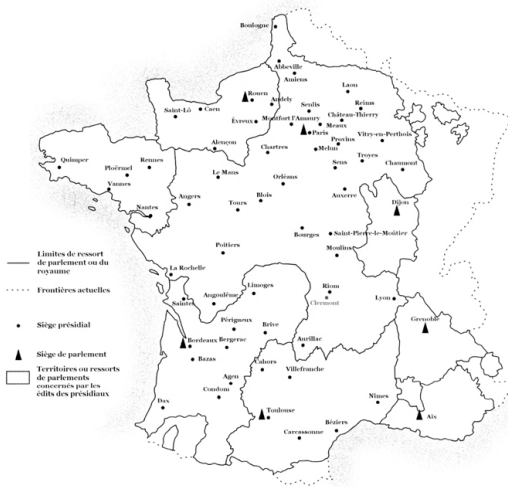 Boulogne
Abbeville
Amiens
Laon
Rouen
Andely
Senlis
Reims
Saint-Lô
Caen
Château-Thierry
Évreux
Montfort l'Amaury
Meaux
Paris
Vitry-en-Perthois
Provins
Alençon
Chartres
Melun
Quimper
Ploërmel
Rennes
Sens
Troyes
Chaumont
Le Mans
Vannes
Orléans
Auxerre
Angers
Blois
Dijon
Nantes
Tours
Bourges
Saint-Pierre-le-Moûtier
Poitiers
Moulins
Limites de ressort
de parlement ou du
royaume
La Rochelle
Frontières actuelles
Limoges
Riom
Saintes
Angoulême
Clermont
Lyon
Siège présidial
Périgueux
Grenoble
Brive
Siège de parlement
Bordeaux
Bergerac
Aurillac
Territoires ou ressorts
de parlements
concernés par les
édits des présidiaux
Bazas
Cahors
Villefranche
Agen
Condom
Dax
Nîmes
Toulouse
Aix
Béziers
Carcassonne